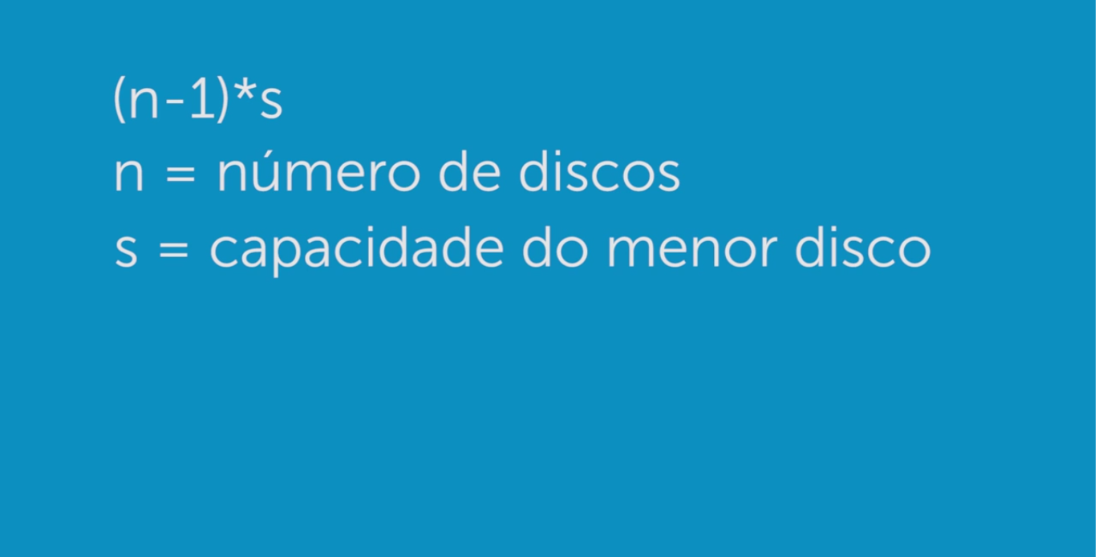 (n-1)*s
n = número de discos
s = capacidade do menor disco